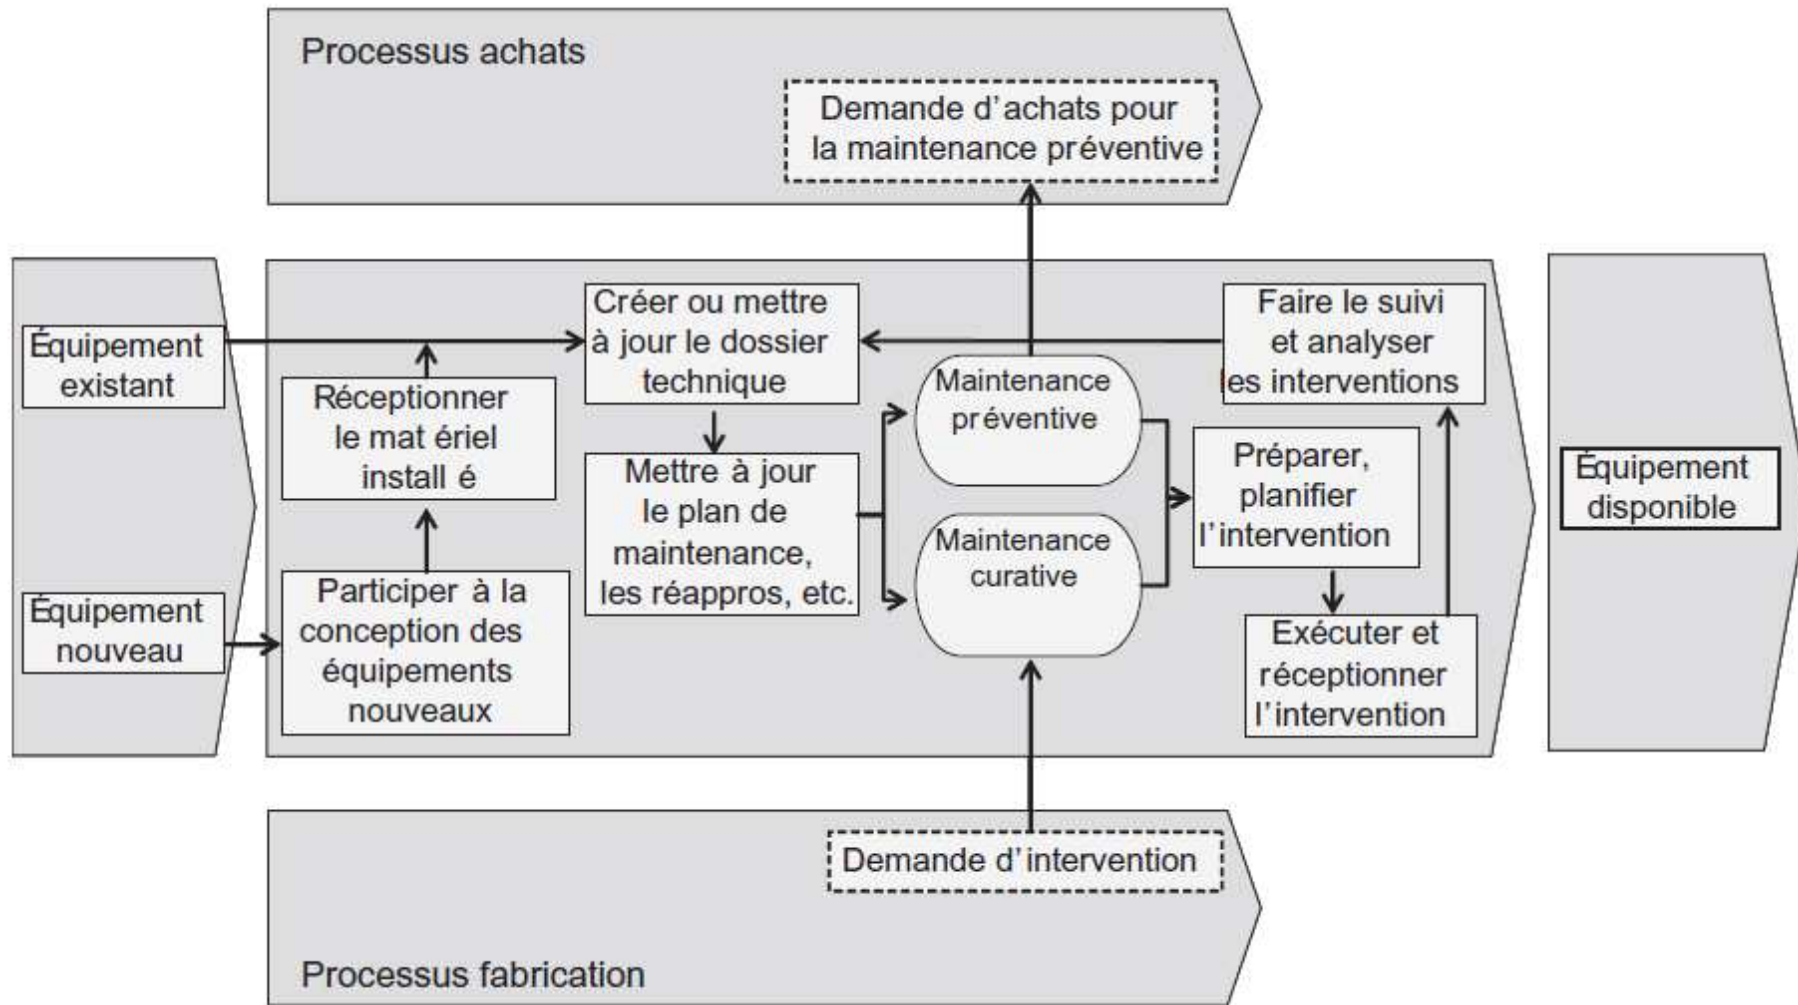 Processus achats
Demande d'achats pour
la maintenance préventive
Équipement
existant
Équipement
nouveau
Créer ou mettre
à jour le dossier
technique
Réceptionner
le mat ériel
install é
Participer à la
conception des
équipements
nouveaux
Mettre à jour
le plan de
maintenance,
les réappros, etc.
Maintenance
préventive
Maintenance
curative
Faire le suivi
et analyser
les interventions
Préparer,
planifier
l'intervention
Exécuter et
réceptionner
l'intervention
Équipement
disponible
Demande d'intervention
Processus fabrication